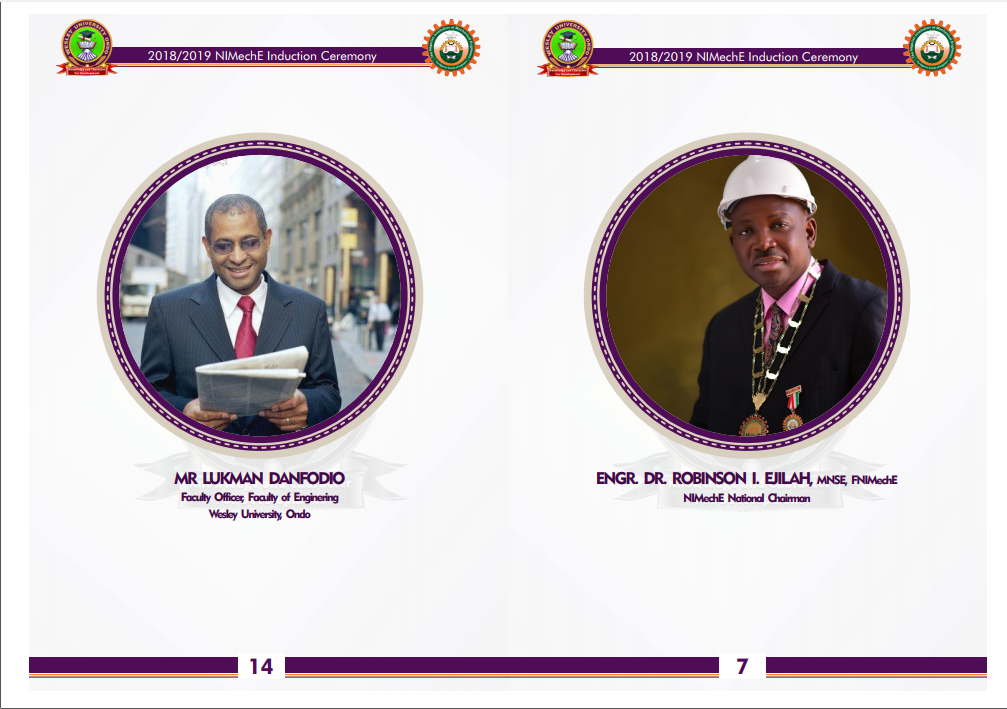 2018/2019 NIMechE Induction Ceremony
MR LUKMAN DANFODIO
Faculty Officer, Faculty of Enginering
Wesley University, Ondo
14
2018/2019 NIMechE Induction Ceremony
ENGR. DR. ROBINSON I. EJILAH, MNSE, FNIMechE
NIMechE National Chairman
7